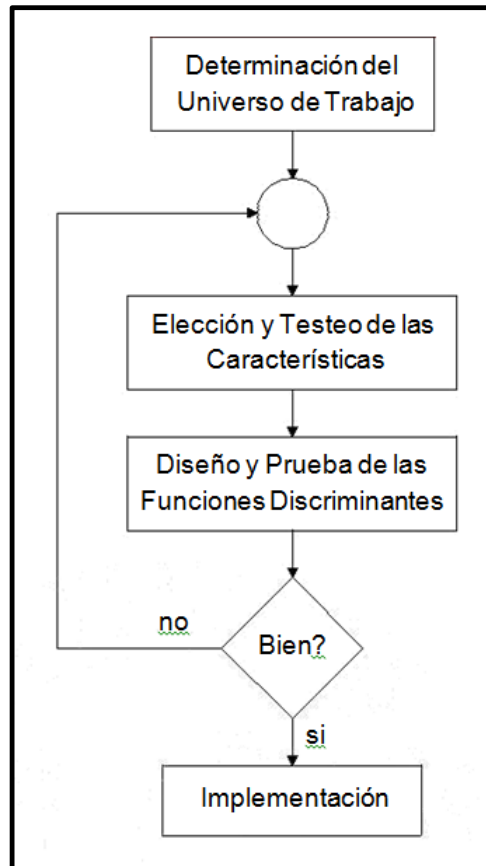 Determinación del
Universo de Trabajo
Elección y Testeo de las
Características
Diseño y Prueba de las
Funciones Discriminantes
no
Bien?
si
Implementación